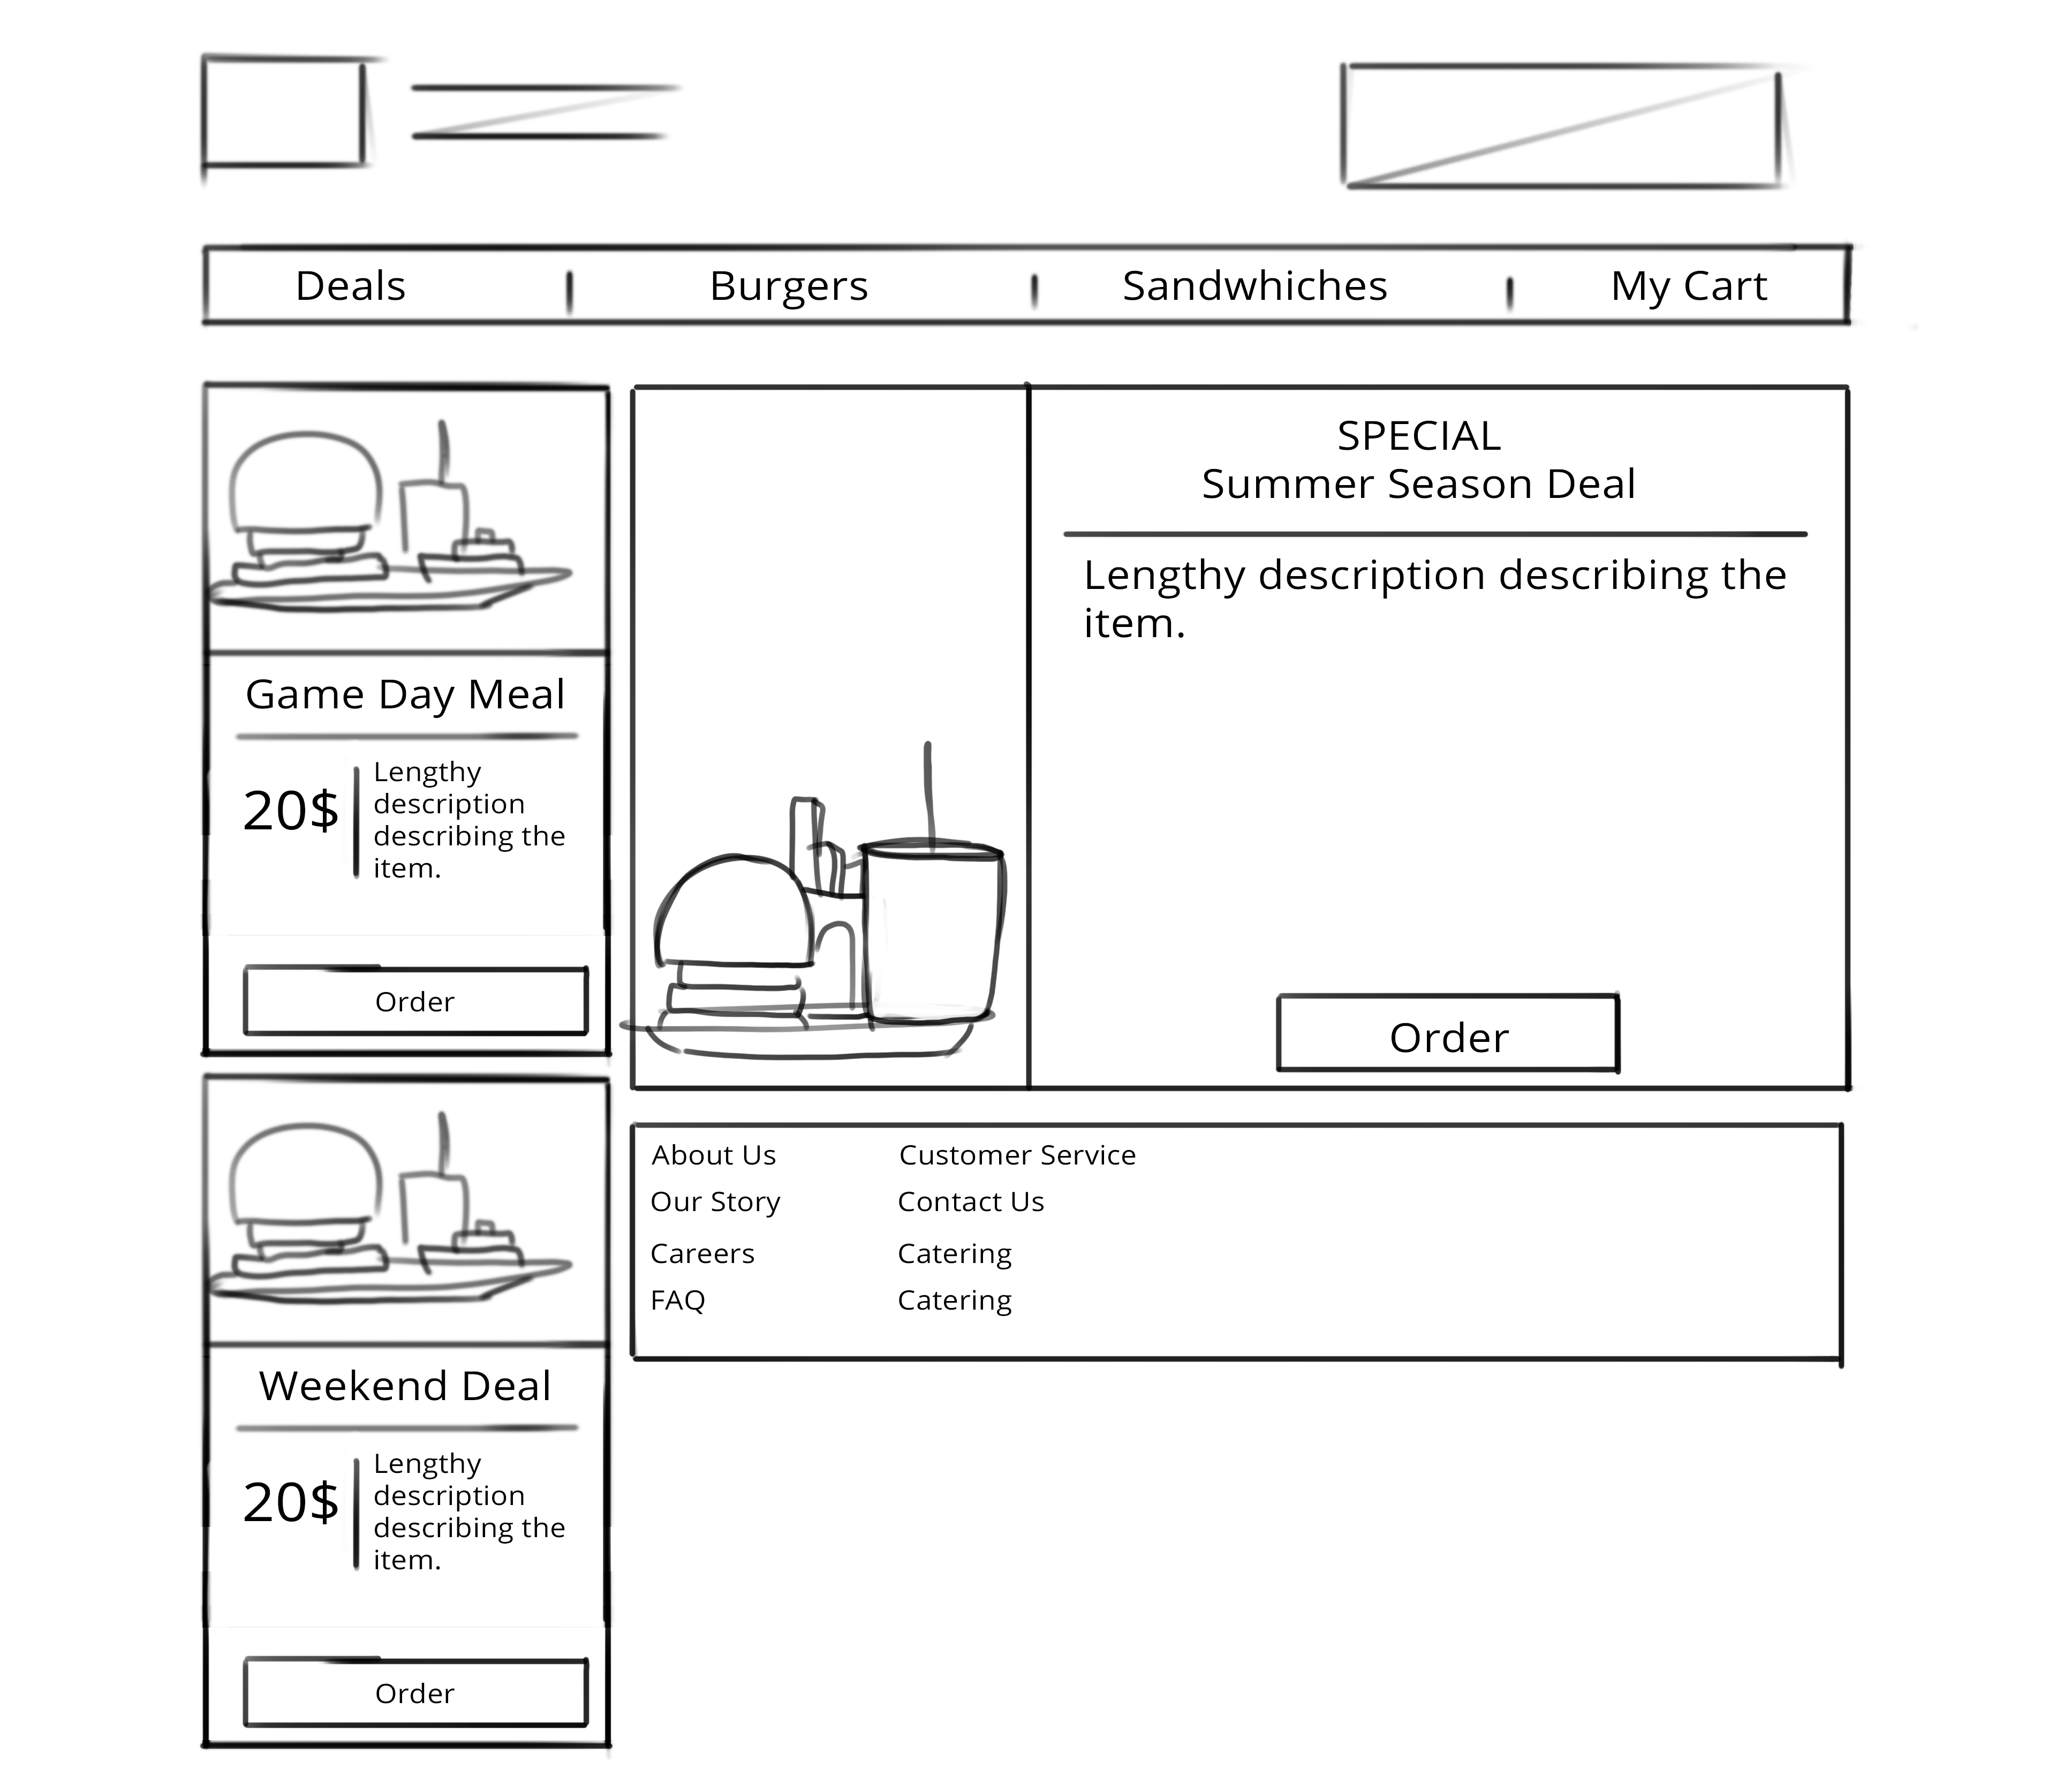 Deals
Burgers
Sandwhiches
My Cart
Game Day Meal
20$
Lengthy
description
describing the
item.
Order
SPECIAL
Summer Season Deal
Lengthy description describing the
item.
Order
Weekend Deal
20$
Lengthy
description
describing the
item.
Order
About Us
Our Story
Careers
FAQ
Customer Service
Contact Us
Catering
Catering